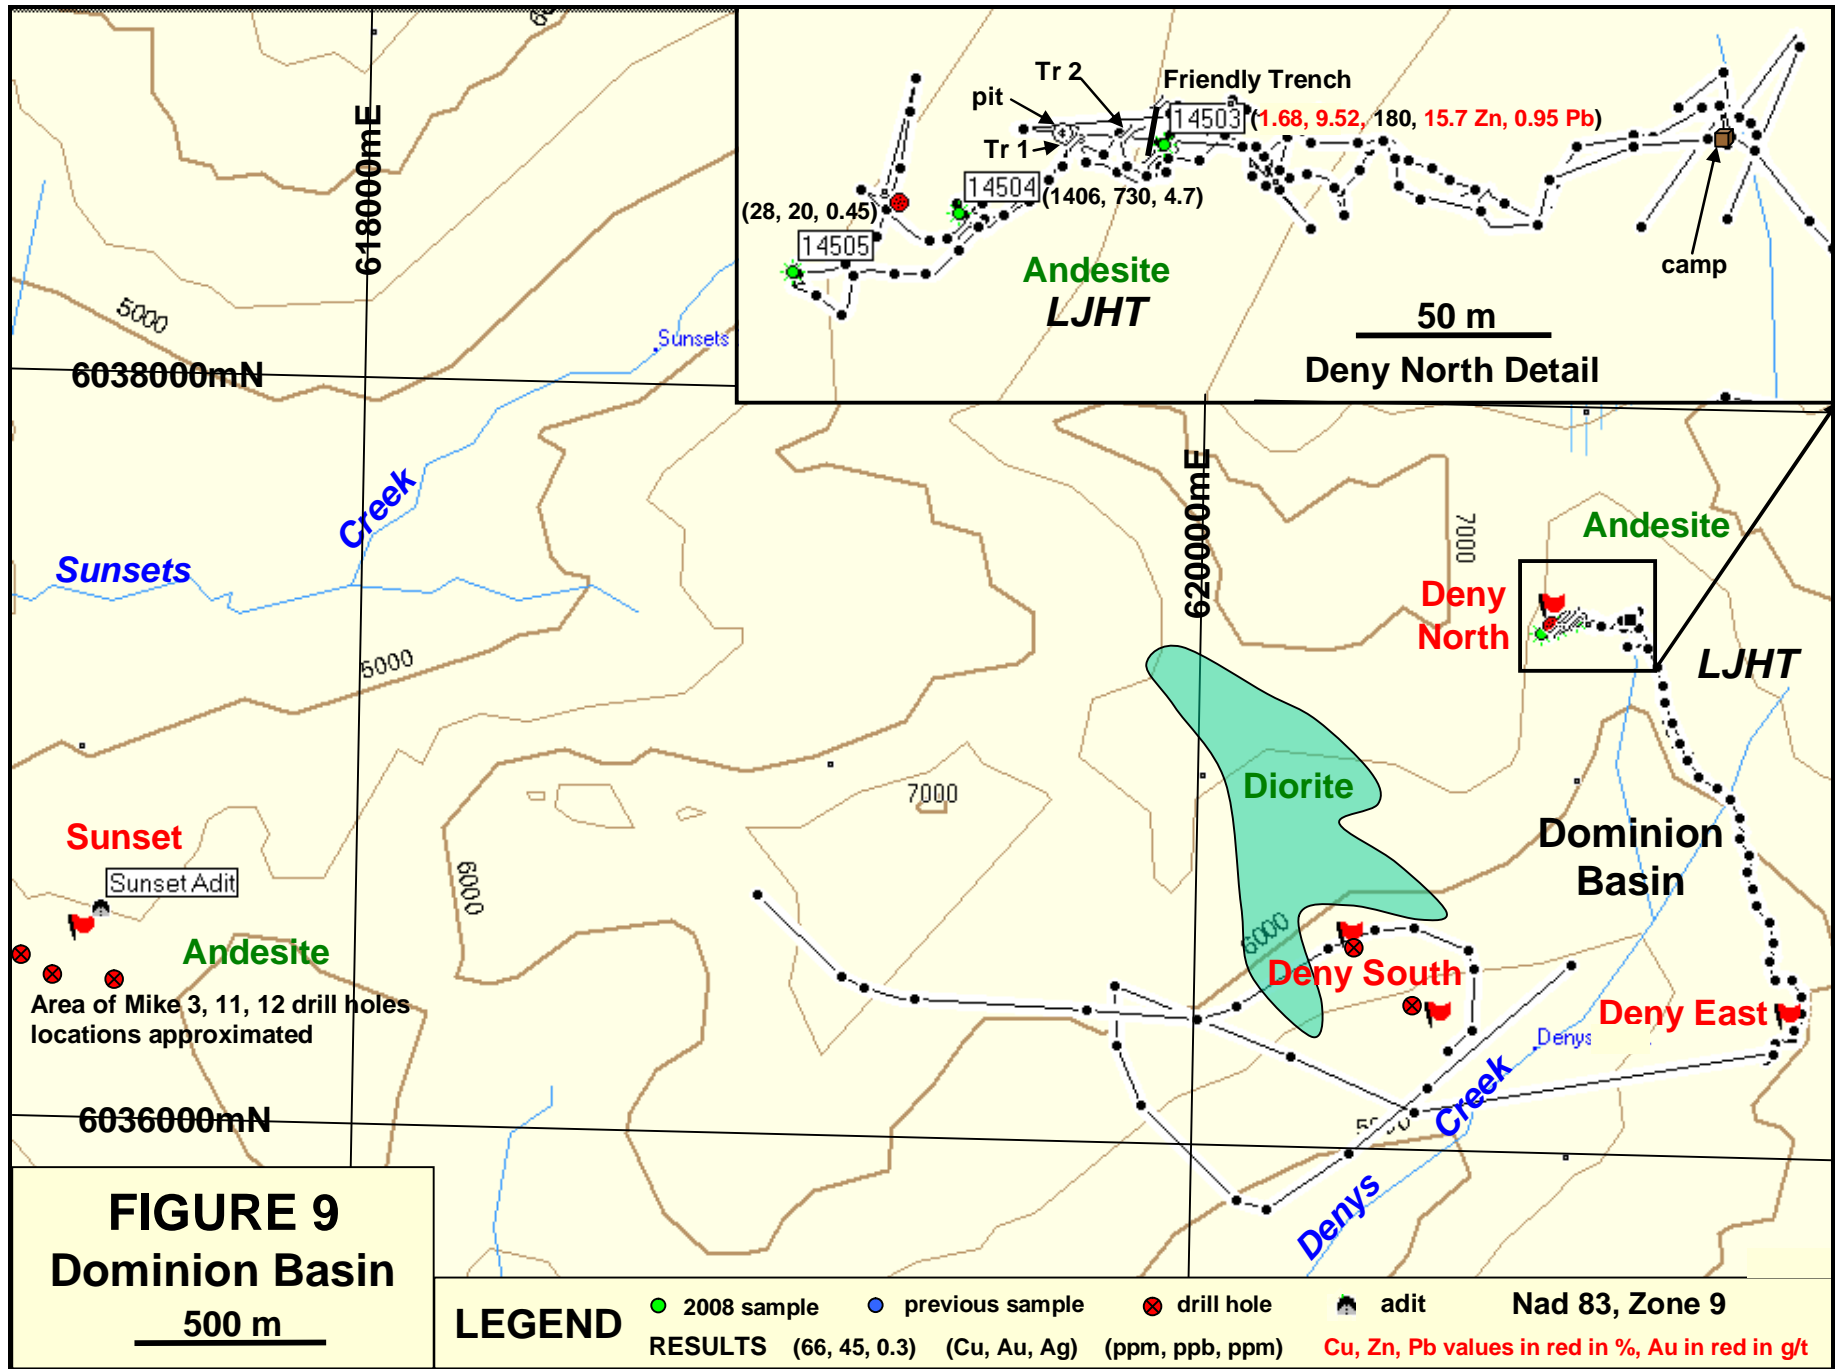 618000mE
5000
6038000mN
Sunsets
Creek
Sunsets
5000
Tr 2
Friendly Trench
pit
14503
(1.68, 9.52, 180, 15.7 Zn, 0.95 Pb)
Tr 1
14504
(1406, 730, 4.7)
(28, 20, 0.45)
14505
Andesite
LJHT
camp
50 m
Deny North Detail
620000mE
7000
Andesite
Deny
North
LJHT
Diorite
7000
Dominion
Basin
Sunset
Sunset Adit
6000
Andesite
Area of Mike 3, 11, 12 drill holes
locations approximated
6000
Deny South
Deny East
Denys
Creek
Denys
6036000mN
FIGURE 9
Dominion Basin
500 m
LEGEND
2008 sample
previous sample
drill hole
adit
Nad 83, Zone 9
RESULTS (66, 45, 0.3) (Cu, Au, Ag) (ppm, ppb, ppm) Cu, Zn, Pb values in red in %, Au in red in g/t